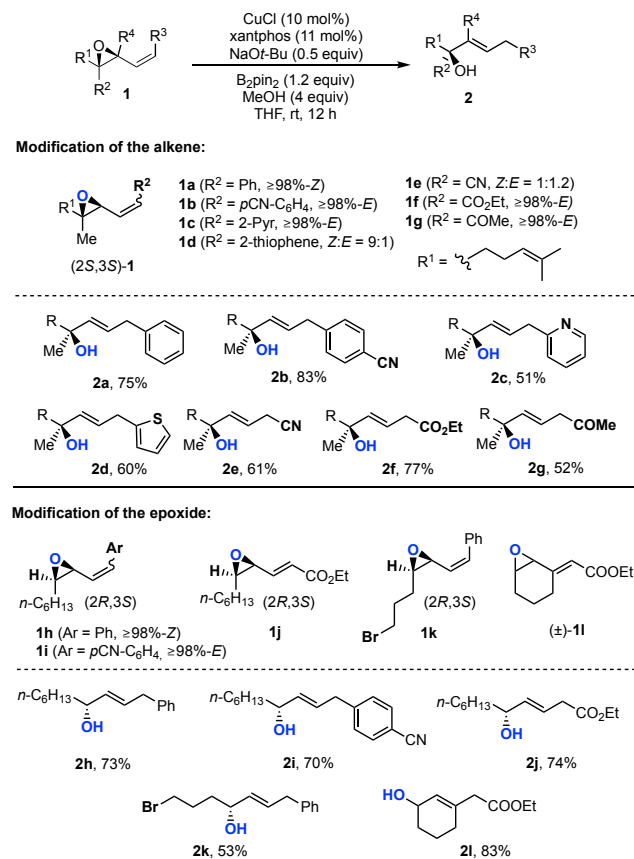 CuCl (10 mol%)
xantphos (11 mol%)
NaOt-Bu (0.5 equiv)
B2pin2 (1.2 equiv)
MeOH (4 equiv)
THF, rt, 12 h
O R4 R3
R1
R2
1
R4
R1
R3
R2 OH
2
Modification of the alkene:
O R2
R1
Me
(2S,3S)-1
1a (R2 = Ph, ≥98%-Z)
1b (R2 = pCN-C6H4, ≥98%-E)
1c (R2 = 2-Pyr, ≥98%-E)
1d (R2 = 2-thiophene, Z:E = 9:1)
1e (R2 = CN, Z:E = 1:1.2)
1f (R2 = CO2Et, ≥98%-E)
1g (R2 = COMe, ≥98%-E)
R1 =
R
Me OH
2a, 75%
R
Me OH
CN
2b, 83%
R
N
Me OH
2c, 51%
R
S
Me OH
2d, 60%
R
CN
Me OH
2e, 61%
R
CO2Et
Me OH
2f, 77%
R
COMe
Me OH
2g, 52%
Modification of the epoxide:
Ar
O
H
n-C6H13 (2R,3S)
1h (Ar = Ph, ≥98%-Z)
1i (Ar = pCN-C6H4, ≥98%-E)
O
H
CO2Et
n-C6H13 (2R,3S)
1j
Ph
O
H
(2R,3S)
Br
1k
O
COOEt
(±)-1l
n-C6H13
Ph
OH
2h, 73%
n-C6H13
OH
CN
2i, 70%
n-C6H13
CO2Et
OH
2j, 74%
Br
Ph
OH
2k, 53%
HO
COOEt
2l, 83%